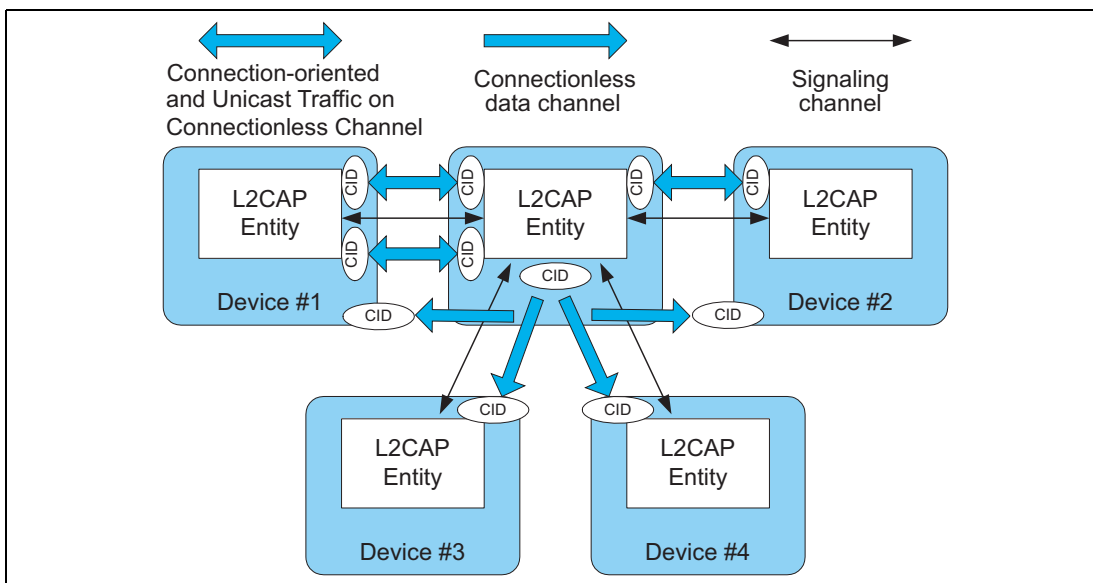 Connection-oriented
and Unicast Traffic on
Connectionless Channel
Connectionless
data channel
Signaling
channel
L2CAP
Entity
CID
CID
Device #1
CID
CID
CID
L2CAP
Entity
CID
CID
CID
L2CAP
Entity
Device #2
CID
CID
L2CAP
Entity
Device #3
CID
L2CAP
Entity
Device #4